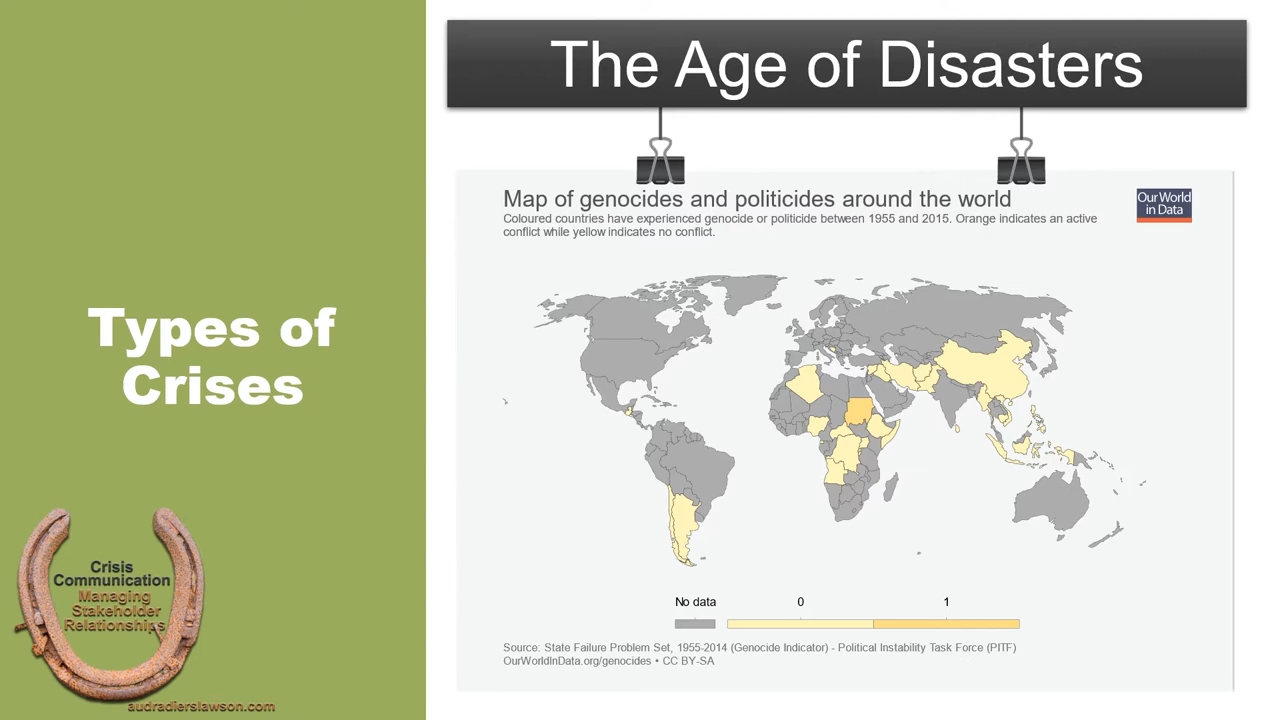 The Age of Disasters
Types of
Crises
Map of genocides and politicides around the world
Coloured countries have experienced genocide or politicide between 1955 and 2015. Orange indicates an active
conflict while yellow indicates no conflict.
Our World
in Data
No data
0
1
Source: State Failure Problem Set, 1955-2014 (Genocide Indicator) - Political Instability Task Force (PITF)
OurWorldInData.org/genocides • CC BY-SA
Crisis
Communication
Managing
Stakeholder
Relationships
audradierslawson.com